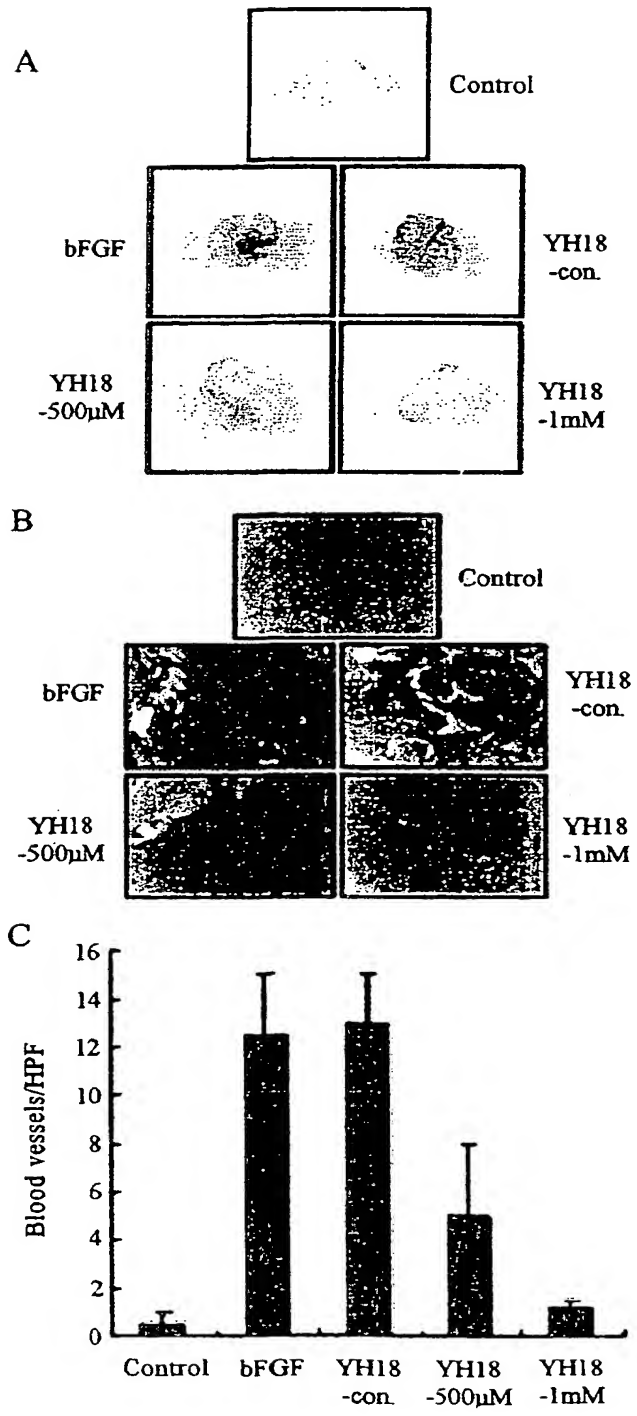 A
Control
bFGF
YH18
-con.
YH18
-500µM
YH18
-1mM
B
Control
bFGF
YH18
-con.
YH18
-500µM
YH18
-1mM
C
Blood vessels/HPF
16
14
12
10
8
6
4
2
0
Control bFGF YH18 YH18 YH18
-con. -500µM -1mM